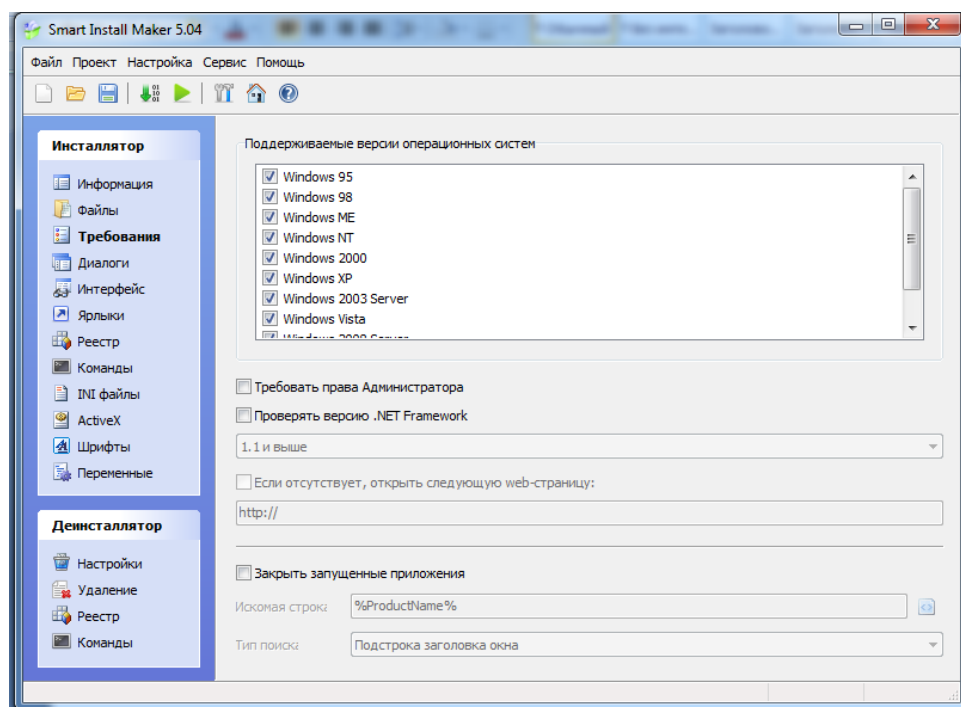 Smart Install Maker 5.04
Файл Проект Настройка Сервис Помощь
Инсталлятор
Информация
Файлы
Требования
Диалоги
Интерфейс
Ярлыки
Реестр
Команды
INI файлы
ActiveX
Шрифты
Переменные
Деинсталлятор
Настройки
Удаление
Реестр
Команды
Поддерживаемые версии операционных систем
Windows 95
Windows 98
Windows ME
Windows NT
Windows 2000
Windows XP
Windows 2003 Server
Windows Vista
Требовать права Администратора
Проверять версию .NET Framework
1.1 и выше
Если отсутствует, открыть следующую web-страницу:
http://
Закрыть запущенные приложения
Искомая строка
%ProductName%
Тип поиска
Подстрока заголовка окна